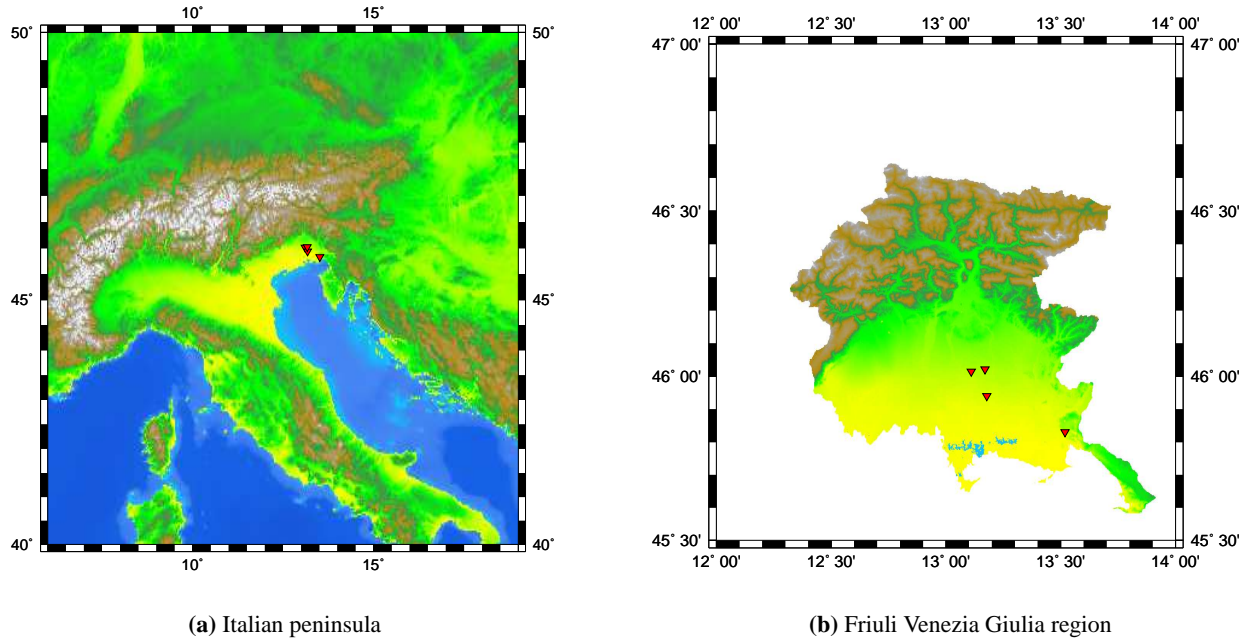 10˚ 15˚
50˚ 50˚
45˚ 45˚
40˚ 40˚
10˚ 15˚
(a) Italian peninsula
12˚ 00' 12˚ 30' 13˚ 00' 13˚ 30' 14˚ 00'
47˚ 00' 47˚ 00'
46˚ 30' 46˚ 30'
46˚ 00' 46˚ 00'
45˚ 30' 45˚ 30'
12˚ 00' 12˚ 30' 13˚ 00' 13˚ 30' 14˚ 00'
(b) Friuli Venezia Giulia region